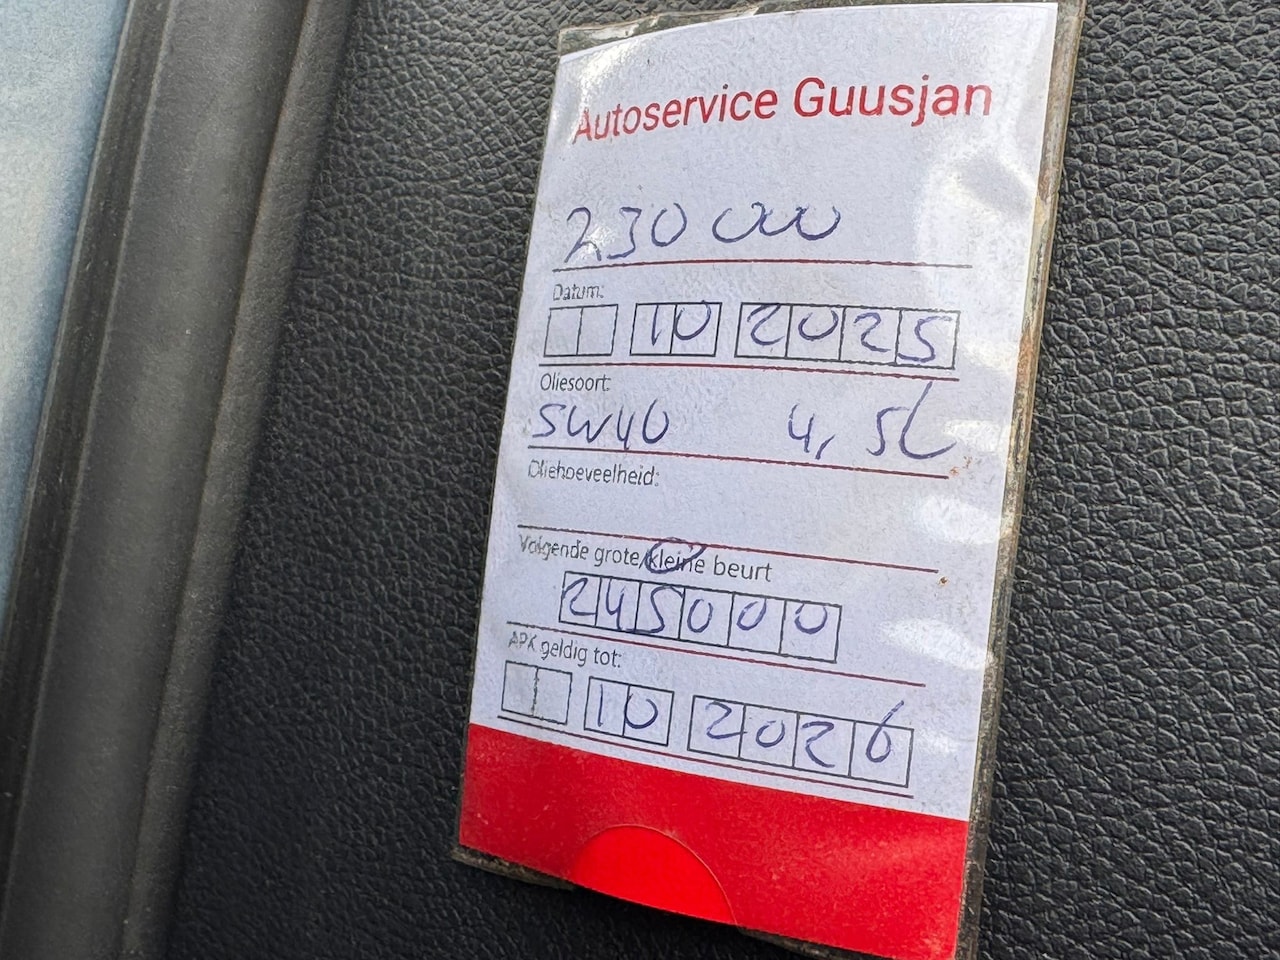 Autoservice Guusjan
230 000
Datum:
10 2025
Oliesoort:
5W40 4,5L
Oliehoeveelheid:
Volgende grote/kleine beurt
245000
APK geldig tot:
10 2026